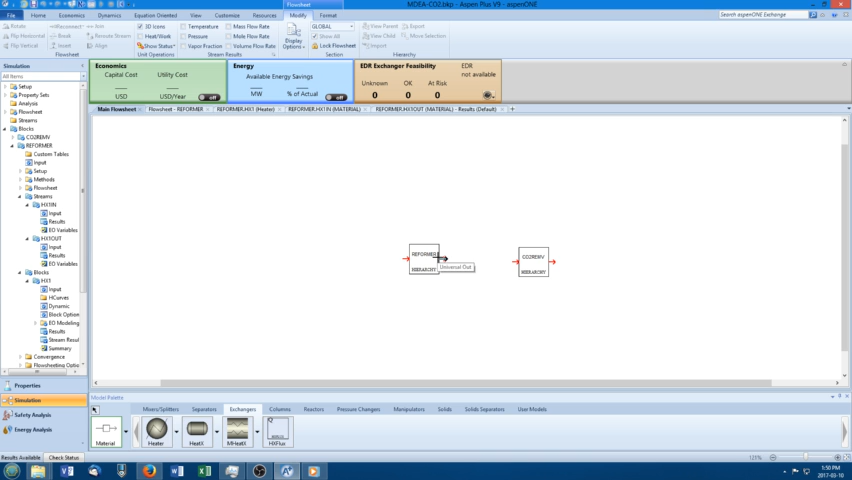 Flowsheet
MDEA-CO2.bkp - Aspen Plus V9 - aspenONE
File Home Economics Dynamics Equation Oriented View Customize Resources Modify Format
Search aspenONE Exchange
Rotate Disconnect Join 3D Icons Temperature Mass Flow Rate GLOBAL View Parent Export
Flip Horizontal Break Reroute Stream Heat/Work Pressure Mole Flow Rate Show All Import Move Selection
Flip Vertical Insert Align Show Status Vapor Fraction Volume Flow Rate Display Options Lock Flowsheet
Flowsheet Unit Operations Stream Results Section Hierarchy
Simulation
All Items
Setup
Property Sets
Analysis
Flowsheet
Streams
Blocks
CO2REMV
REFORMER
Custom Tables
Input
Setup
Methods
Flowsheet
Streams
HX1IN
Input
Results
EO Variables
HX1OUT
Input
Results
EO Variables
Blocks
HX1
Input
HCurves
Dynamic
Block Option
EO Modeling
Results
Stream Resul
Summary
Convergence
Flowsheeting Optio
Properties
Simulation
Safety Analysis
Energy Analysis
Economics
Capital Cost Utility Cost
USD USD/Year off
Energy
Available Energy Savings
MW % of Actual off
EDR Exchanger Feasibility
EDR not available
Unknown OK At Risk
0 0 0
Main Flowsheet Flowsheet - REFORMER REFORMER.HX1 (Heater) REFORMER.HX1IN (MATERIAL) REFORMER.HX1OUT (MATERIAL) - Results (Default)
REFORMER
HIERARCHY
Universal Out
CO2REMV
HIERARCHY
Model Palette
Mixers/Splitters Separators Exchangers Columns Reactors Pressure Changers Manipulators Solids Solids Separators User Models
Material Heater HeatX MHeatX HXFlux
Results Available Check Status
1:50 PM
2017-03-10